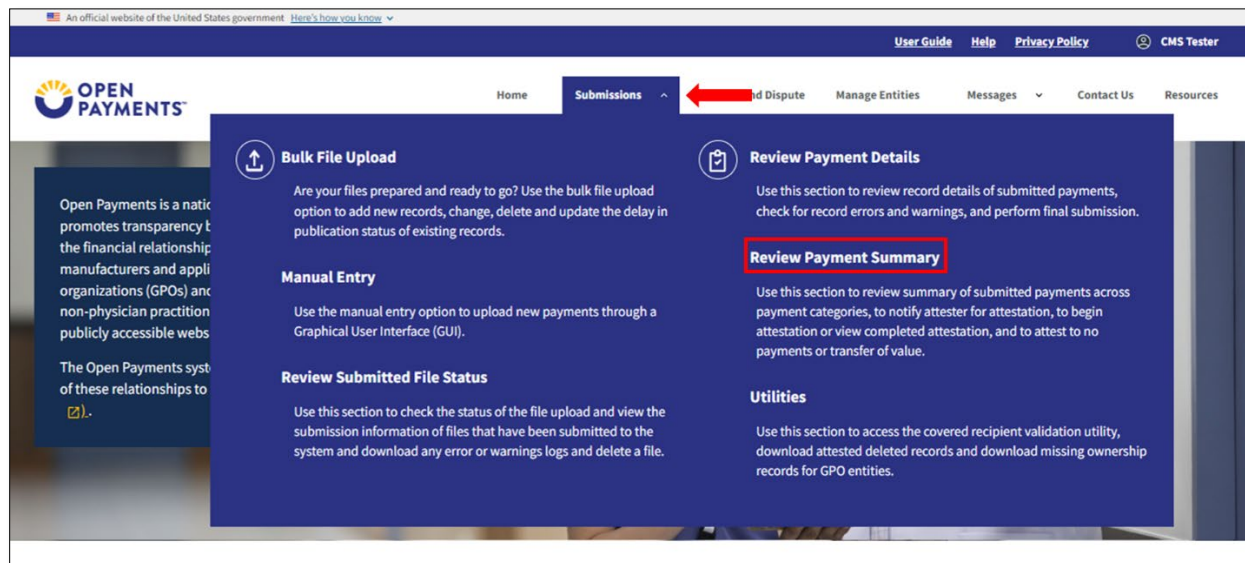 An official website of the United States government Here's how you know
User Guide Help Privacy Policy CMS Tester
OPEN
PAYMENTS
Home Submissions Dispute Manage Entities Messages Contact Us Resources
Bulk File Upload
Are your files prepared and ready to go? Use the bulk file upload
option to add new records, change, delete and update the delay in
publication status of existing records.
Manual Entry
Use the manual entry option to upload new payments through a
Graphical User Interface (GUI).
Review Submitted File Status
Use this section to check the status of the file upload and view the
submission information of files that have been submitted to the
system and download any error or warnings logs and delete a file.
Review Payment Details
Use this section to review record details of submitted payments,
check for record errors and warnings, and perform final submission.
Review Payment Summary
Use this section to review summary of submitted payments across
payment categories, to notify attester for attestation, to begin
attestation or view completed attestation, and to attest to no
payments or transfer of value.
Utilities
Use this section to access the covered recipient validation utility,
download attested deleted records and download missing ownership
records for GPO entities.
Open Payments is a
promotes transparency
the financial
manufacturers and
organizations (GPOs) and
non-physician
publicly accessible
The Open Payments
of these relationships to